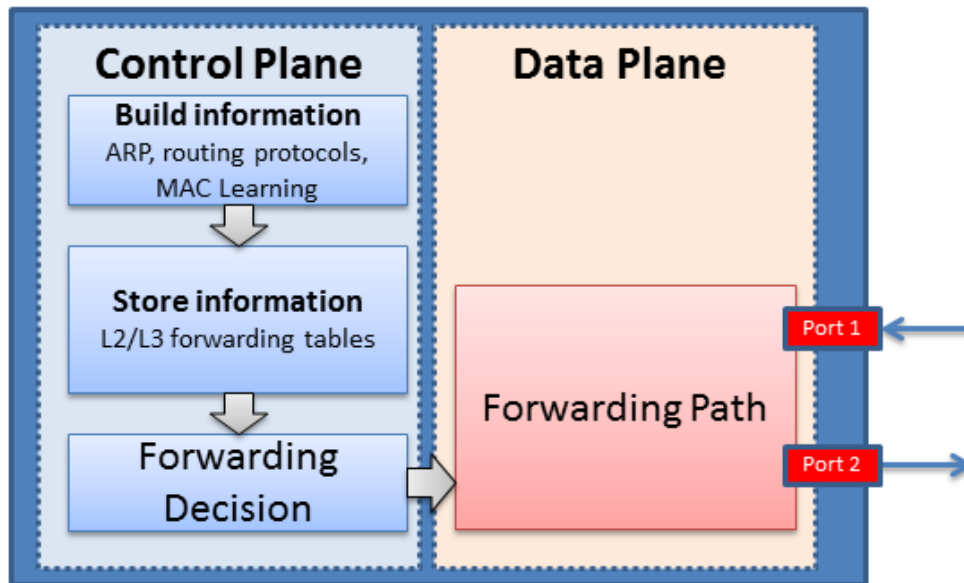 Control Plane
Build information
ARP, routing protocols,
MAC Learning
Store information
L2/L3 forwarding tables
Forwarding
Decision
Data Plane
Forwarding Path
Port 1
Port 2